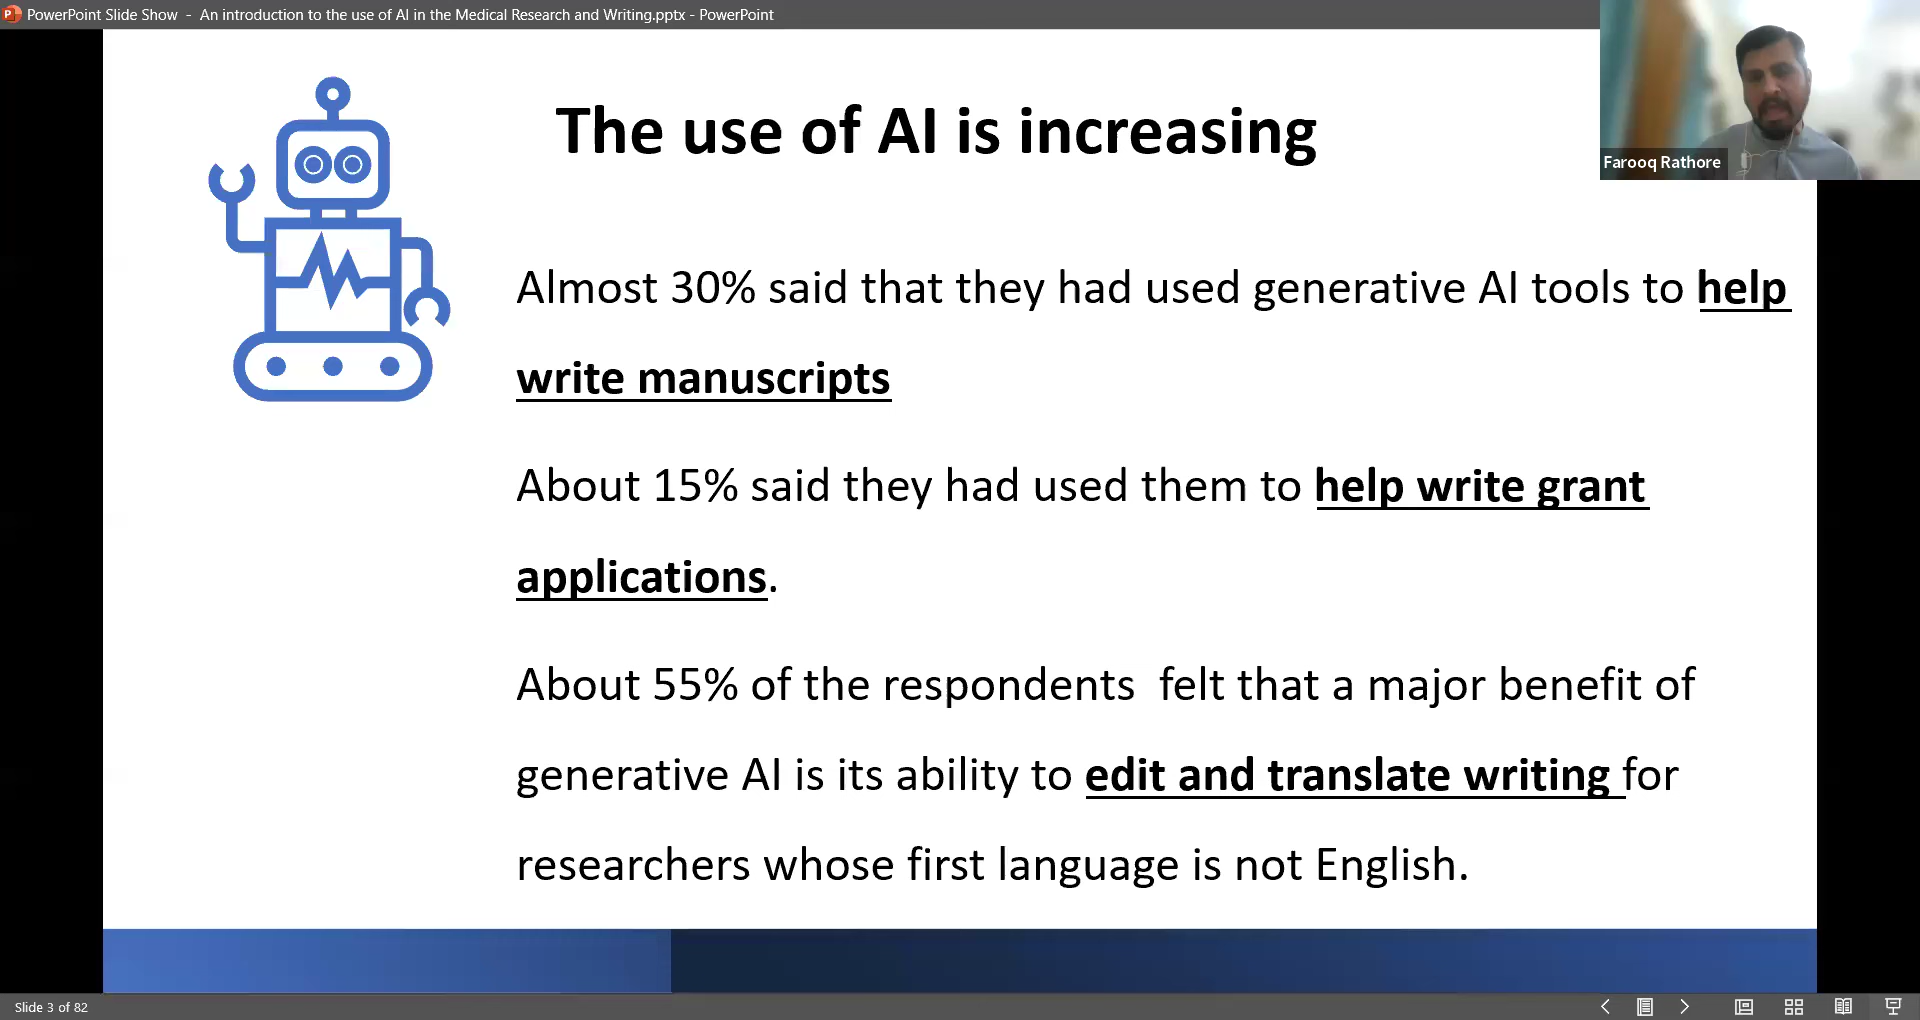 PowerPoint Slide Show - An introduction to the use of AI in the Medical Research and Writing.pptx - PowerPoint
The use of AI is increasing
Farooq Rathore
Almost 30% said that they had used generative AI tools to help
write manuscripts
About 15% said they had used them to help write grant
applications.
About 55% of the respondents  felt that a major benefit of
generative AI is its ability to edit and translate writing for
researchers whose first language is not English.
Slide 3 of 82